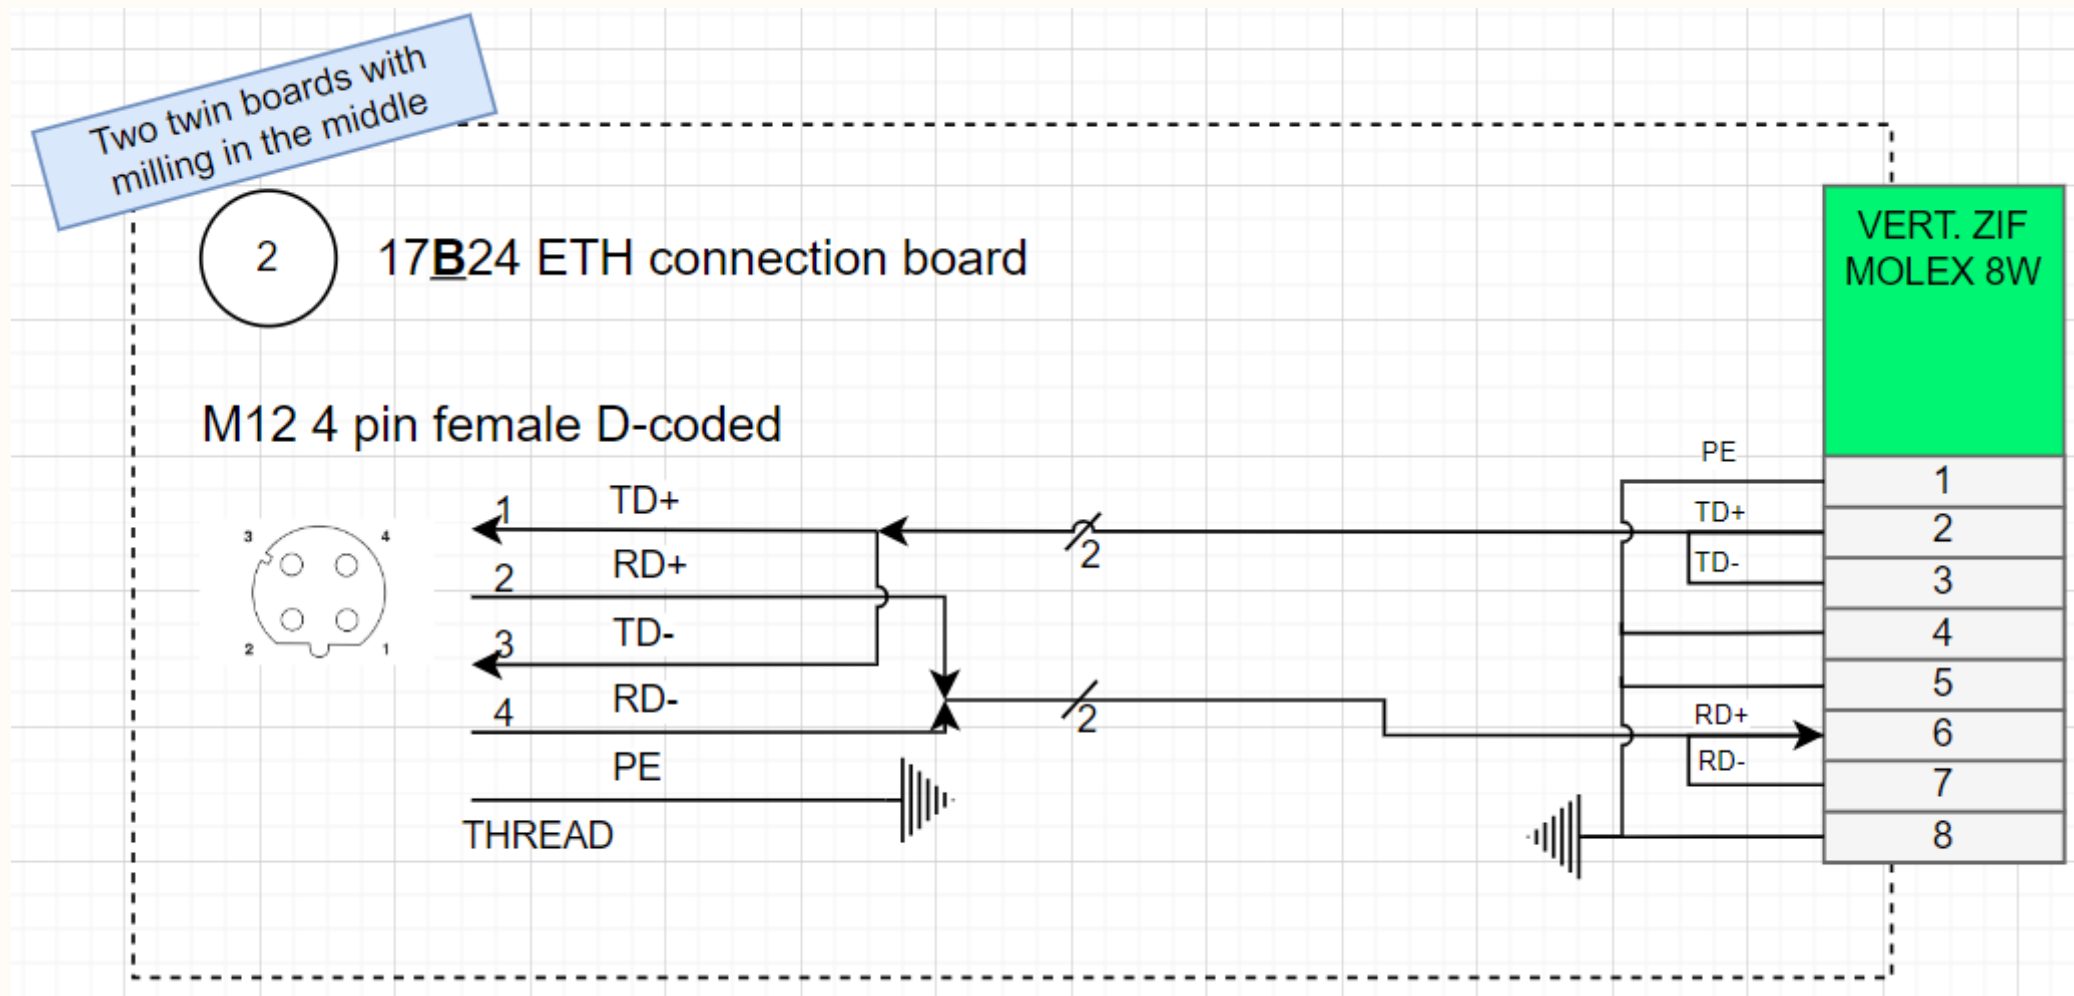 Two twin boards with
milling in the middle
2
17B24 ETH connection board
VERT. ZIF
MOLEX 8W
M12 4 pin female D-coded
3
4
2
1
1
TD+
2
RD+
3
TD-
4
RD-
PE
THREAD
2
2
PE
TD+
TD-
RD+
RD-
1
2
3
4
5
6
7
8